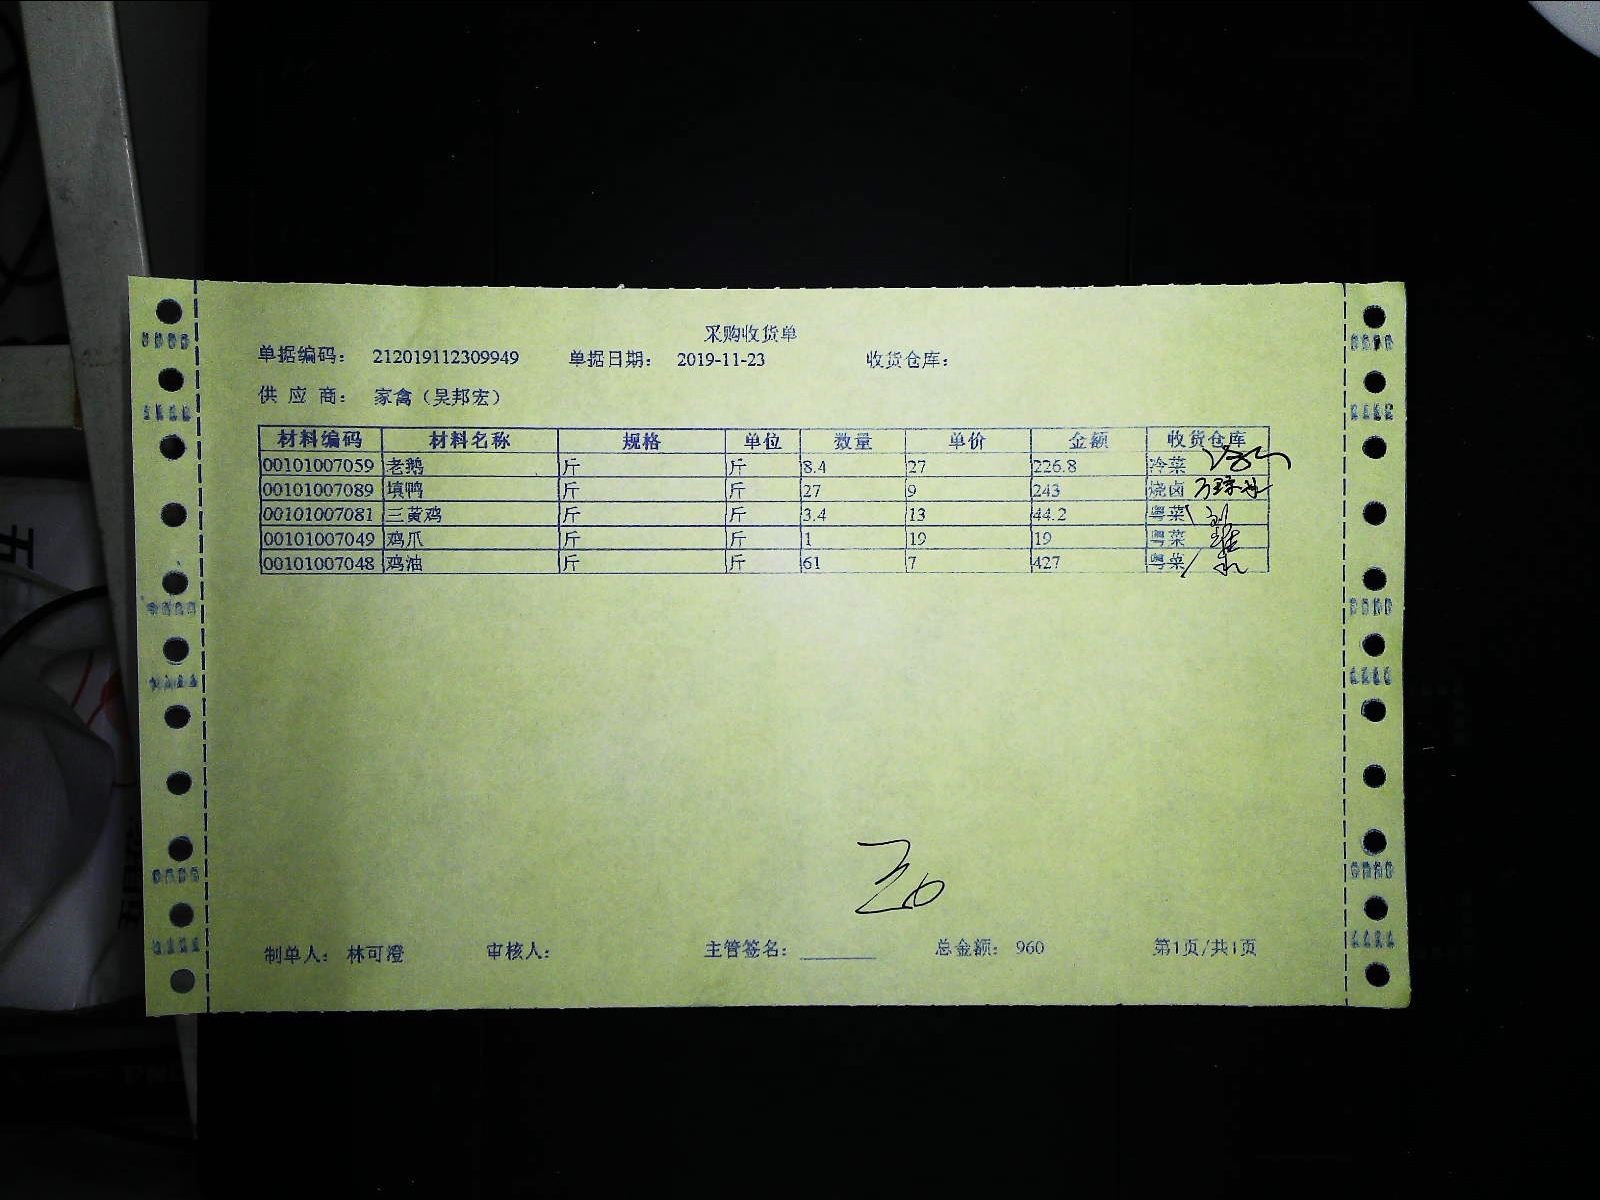 采购收货单
单据编码： 212019112309949 单据日期： 2019-11-23 收货仓库：
供 应 商： 家禽（吴邦宏）
材料编码 材料名称 规格 单位 数量 单价 金额 收货仓库
00101007059 老鹅 斤 斤 8.4 27 226.8 冷菜
00101007089 填鸭 斤 斤 27 9 243 烧卤
00101007081 三黄鸡 斤 斤 3.4 13 44.2 粤菜
00101007049 鸡爪 斤 斤 1 19 19 粤菜
00101007048 鸡油 斤 斤 61 7 427 粤菜
制单人： 林可澄 审核人： 主管签名： 总金额： 960 第1页/共1页